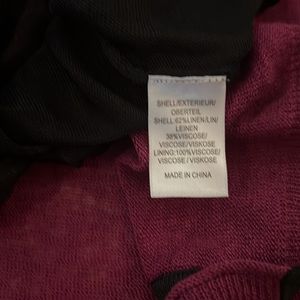 SHELL/EXTERIEUR/
OBERTEIL
SHELL:62%LINEN/LIN/
LEINEN
38%VISCOSE/
VISCOSE/VISKOSE
LINING:100%VISCOSE/
VISCOSE / VISKOSE
MADE IN CHINA